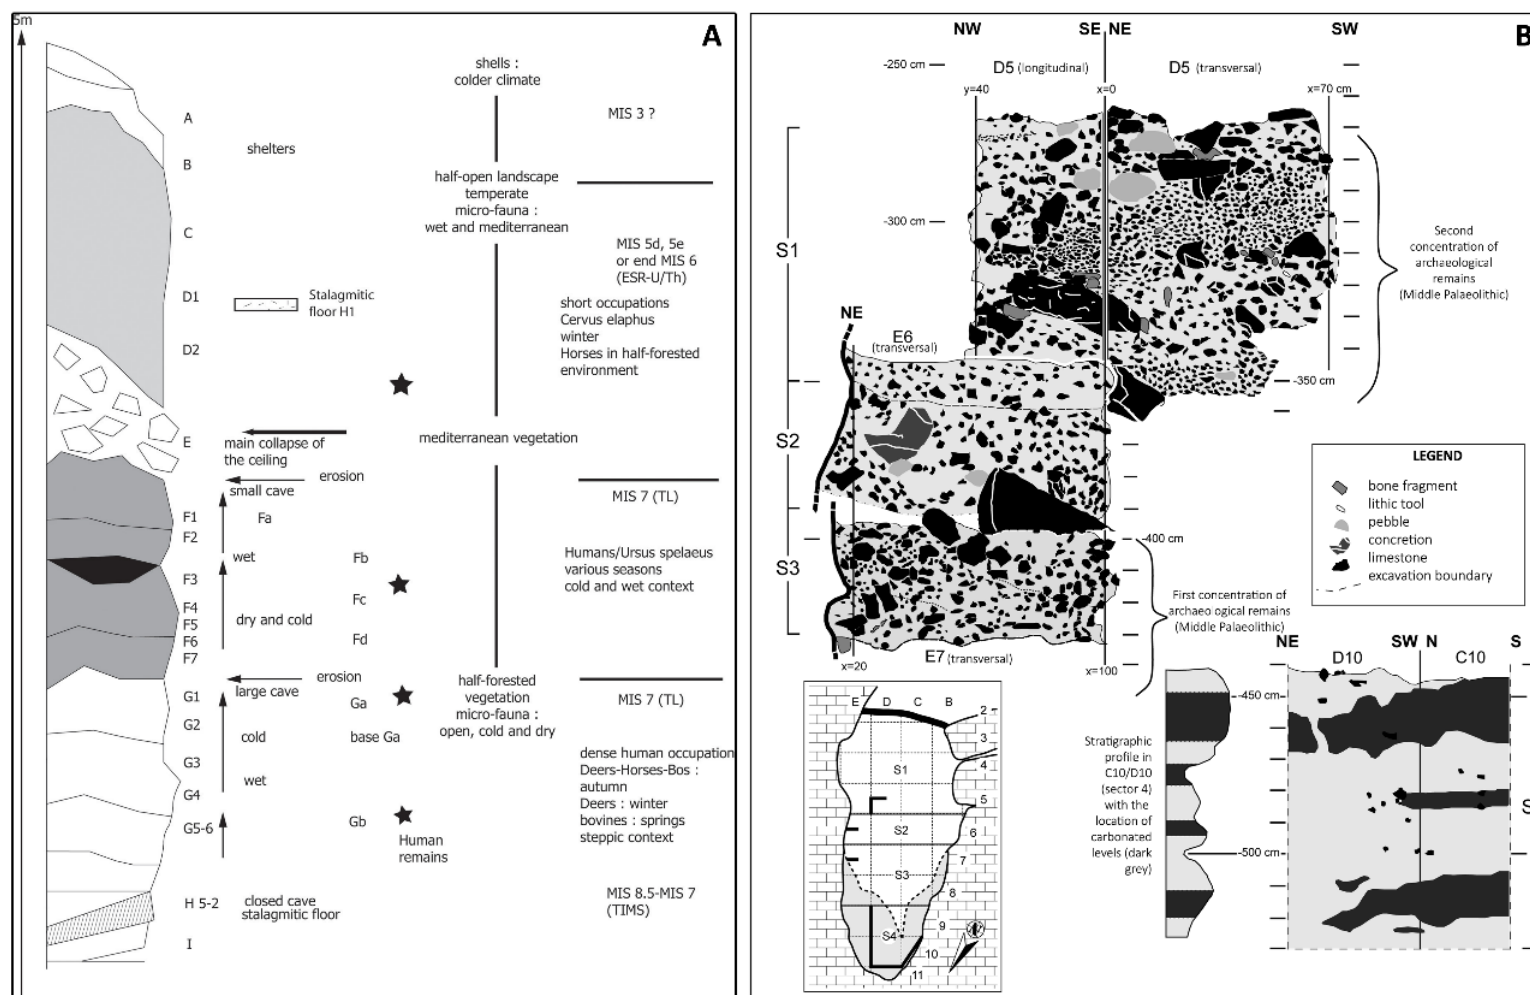 5m
A
shells :
colder climate
MIS 3 ?
A
shelters
B
half-open landscape
temperate
micro-fauna :
wet and mediterranean
C
MIS 5d, 5e
or end MIS 6
(ESR-U/Th)
D1
Stalagmitic
floor H1
short occupations
Cervus elaphus
winter
Horses in half-forested
environment
D2
E
main collapse of
the ceiling
mediterranean vegetation
erosion
small cave
MIS 7 (TL)
F1
Fa
F2
wet
Fb
Humans/Ursus spelaeus
various seasons
cold and wet context
F3
Fc
F4
dry and cold
F5
F6
Fd
F7
erosion
large cave
half-forested
vegetation
micro-fauna :
open, cold and dry
G1
Ga
MIS 7 (TL)
G2
cold
base Ga
dense human occupation
Deers-Horses-Bos :
autumn
Deers : winter
bovines : springs
steppic context
G3
wet
G4
G5-6
Gb
Human
remains
H 5-2
closed cave
stalagmitic floor
MIS 8.5-MIS 7
(TIMS)
I
B
NW
SE
NE
SW
-250 cm
D5 (longitudinal)
D5 (transversal)
y=40
x=0
x=70 cm
-300 cm
S1
Second
concentration of
archaeological
remains
(Middle Palaeolithic)
NE
E6
(transversal)
-350 cm
S2
LEGEND
bone fragment
lithic tool
pebble
concretion
limestone
excavation boundary
-400 cm
S3
First concentration of
archaeological remains
(Middle Palaeolithic)
E7 (transversal)
x=20
x=100
NE
SW
N
S
D10
C10
-450 cm
Stratigraphic
profile in
C10/D10
(sector 4)
with the
location of
carbonated
levels (dark
grey)
-500 cm
S
E
D
C
B
2
3
S1
4
5
S2
6
7
S3
8
9
S4
10
11